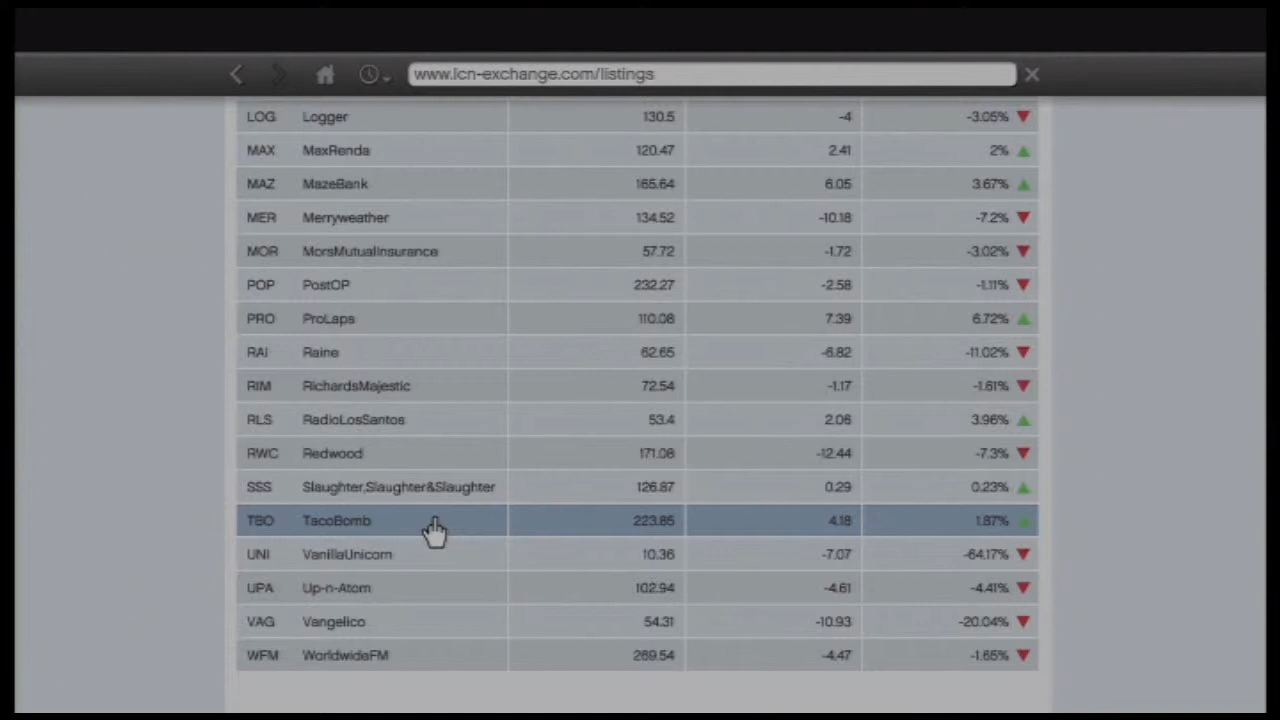 www.lcn-exchange.com/listings
LOG Logger 130.5 -4 -3.05%
MAX MaxRenda 120.47 2.41 2%
MAZ MazeBank 165.64 6.05 3.67%
MER Merryweather 134.52 -10.18 -7.2%
MOR MorsMutualInsurance 57.72 -1.72 -3.02%
POP PostOP 232.27 -2.58 -1.11%
PRO ProLaps 110.08 7.39 6.72%
RAI Raine 62.65 -6.82 -11.02%
RIM RichardsMajestic 72.54 -1.17 -1.61%
RLS RadioLosSantos 53.4 2.06 3.96%
RWC Redwood 171.08 -12.44 -7.3%
SSS Slaughter,Slaughter&Slaughter 126.87 0.29 0.23%
TBO TacoBomb 223.85 4.18 1.87%
UNI VanillaUnicorn 10.36 -7.07 -64.17%
UPA Up-n-Atom 102.94 -4.61 -4.41%
VAG Vangelico 54.31 -10.93 -20.04%
WFM WorldwideFM 269.54 -4.47 -1.65%